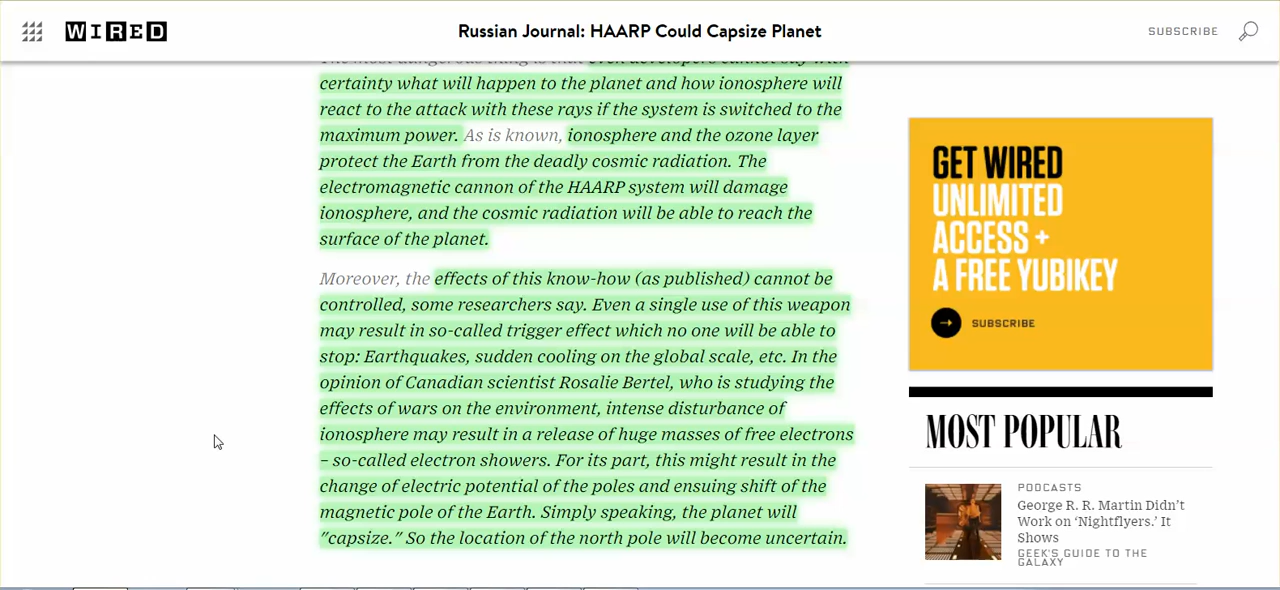 WIRED
Russian Journal: HAARP Could Capsize Planet
SUBSCRIBE
The most dangerous thing is that even developers cannot say with
certainty what will happen to the planet and how ionosphere will
react to the attack with these rays if the system is switched to the
maximum power. As is known, ionosphere and the ozone layer
protect the Earth from the deadly cosmic radiation. The
electromagnetic cannon of the HAARP system will damage
ionosphere, and the cosmic radiation will be able to reach the
surface of the planet.
Moreover, the effects of this know-how (as published) cannot be
controlled, some researchers say. Even a single use of this weapon
may result in so-called trigger effect which no one will be able to
stop: Earthquakes, sudden cooling on the global scale, etc. In the
opinion of Canadian scientist Rosalie Bertel, who is studying the
effects of wars on the environment, intense disturbance of
ionosphere may result in a release of huge masses of free electrons
– so-called electron showers. For its part, this might result in the
change of electric potential of the poles and ensuing shift of the
magnetic pole of the Earth. Simply speaking, the planet will
"capsize." So the location of the north pole will become uncertain.
GET WIRED
UNLIMITED
ACCESS +
A FREE YUBIKEY
SUBSCRIBE
MOST POPULAR
PODCASTS
George R. R. Martin Didn't
Work on 'Nightflyers.' It
Shows
GEEK'S GUIDE TO THE
GALAXY